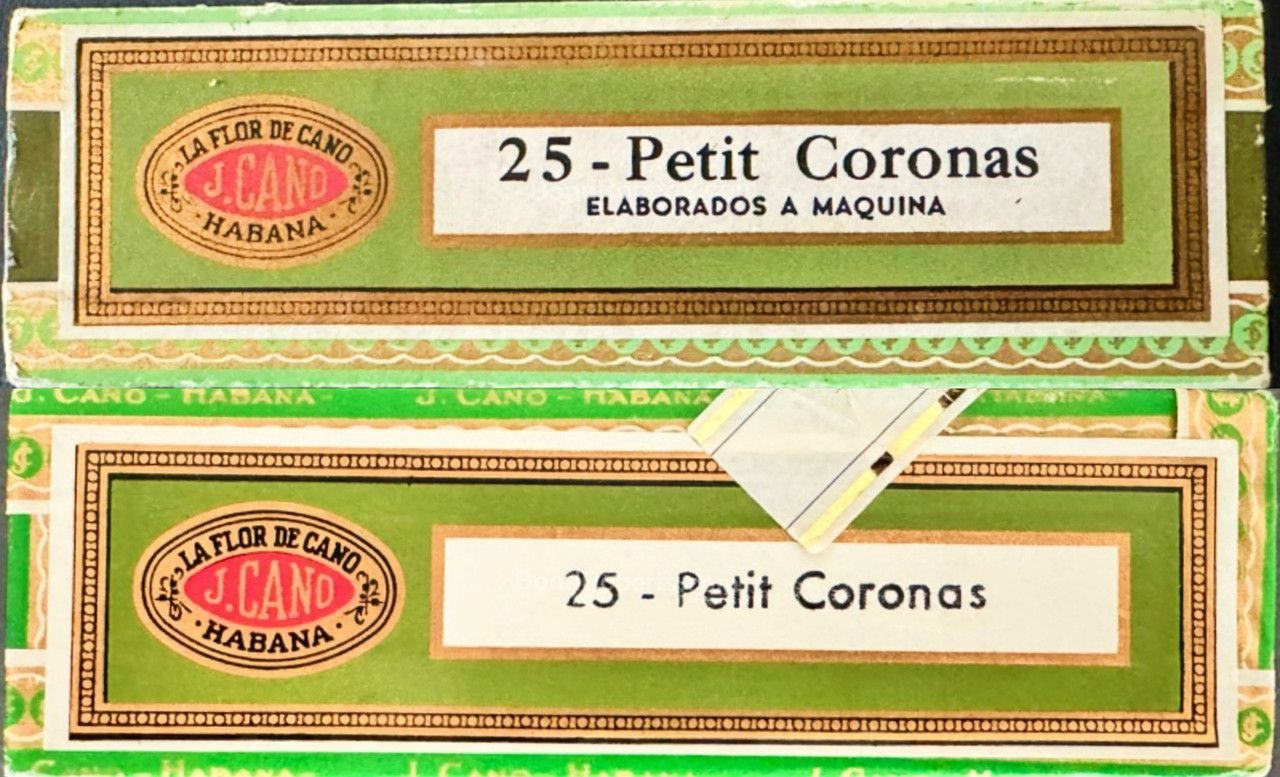 LA FLOR DE CANO
J. CANO
· HABANA ·
25 - Petit Coronas
ELABORADOS A MAQUINA
J. CANO - HABANA -
J. CANO - HABANA
LA FLOR DE CANO
J. CANO
· HABANA ·
25 - Petit Coronas